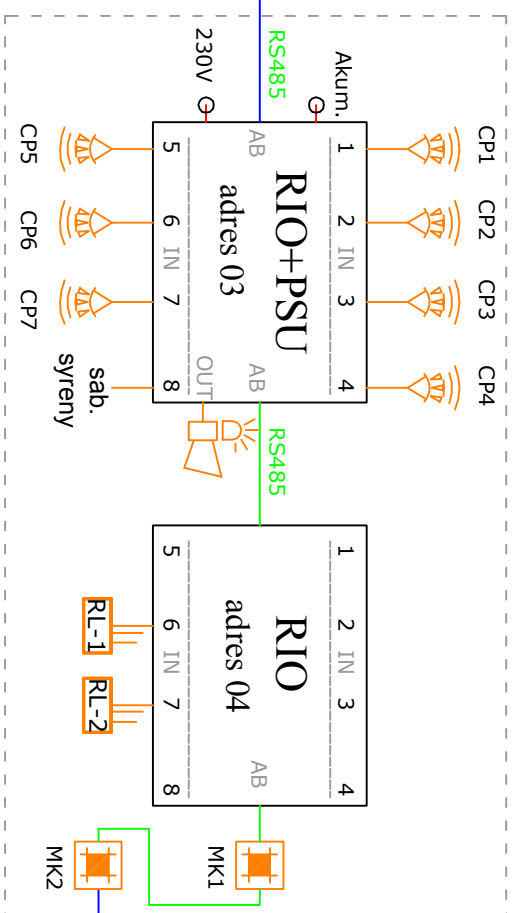 Akum.
230V
RS485
CP1
CP2
CP3
CP4
1
2
IN
3
4
AB
AB
RIO+PSU
adres 03
5
6
IN
7
8
OUT
CP5
CP6
CP7
sab.
syreny
RS485
1
2
IN
3
4
RIO
adres 04
AB
5
6
IN
7
8
RL-1
RL-2
MK1
MK2